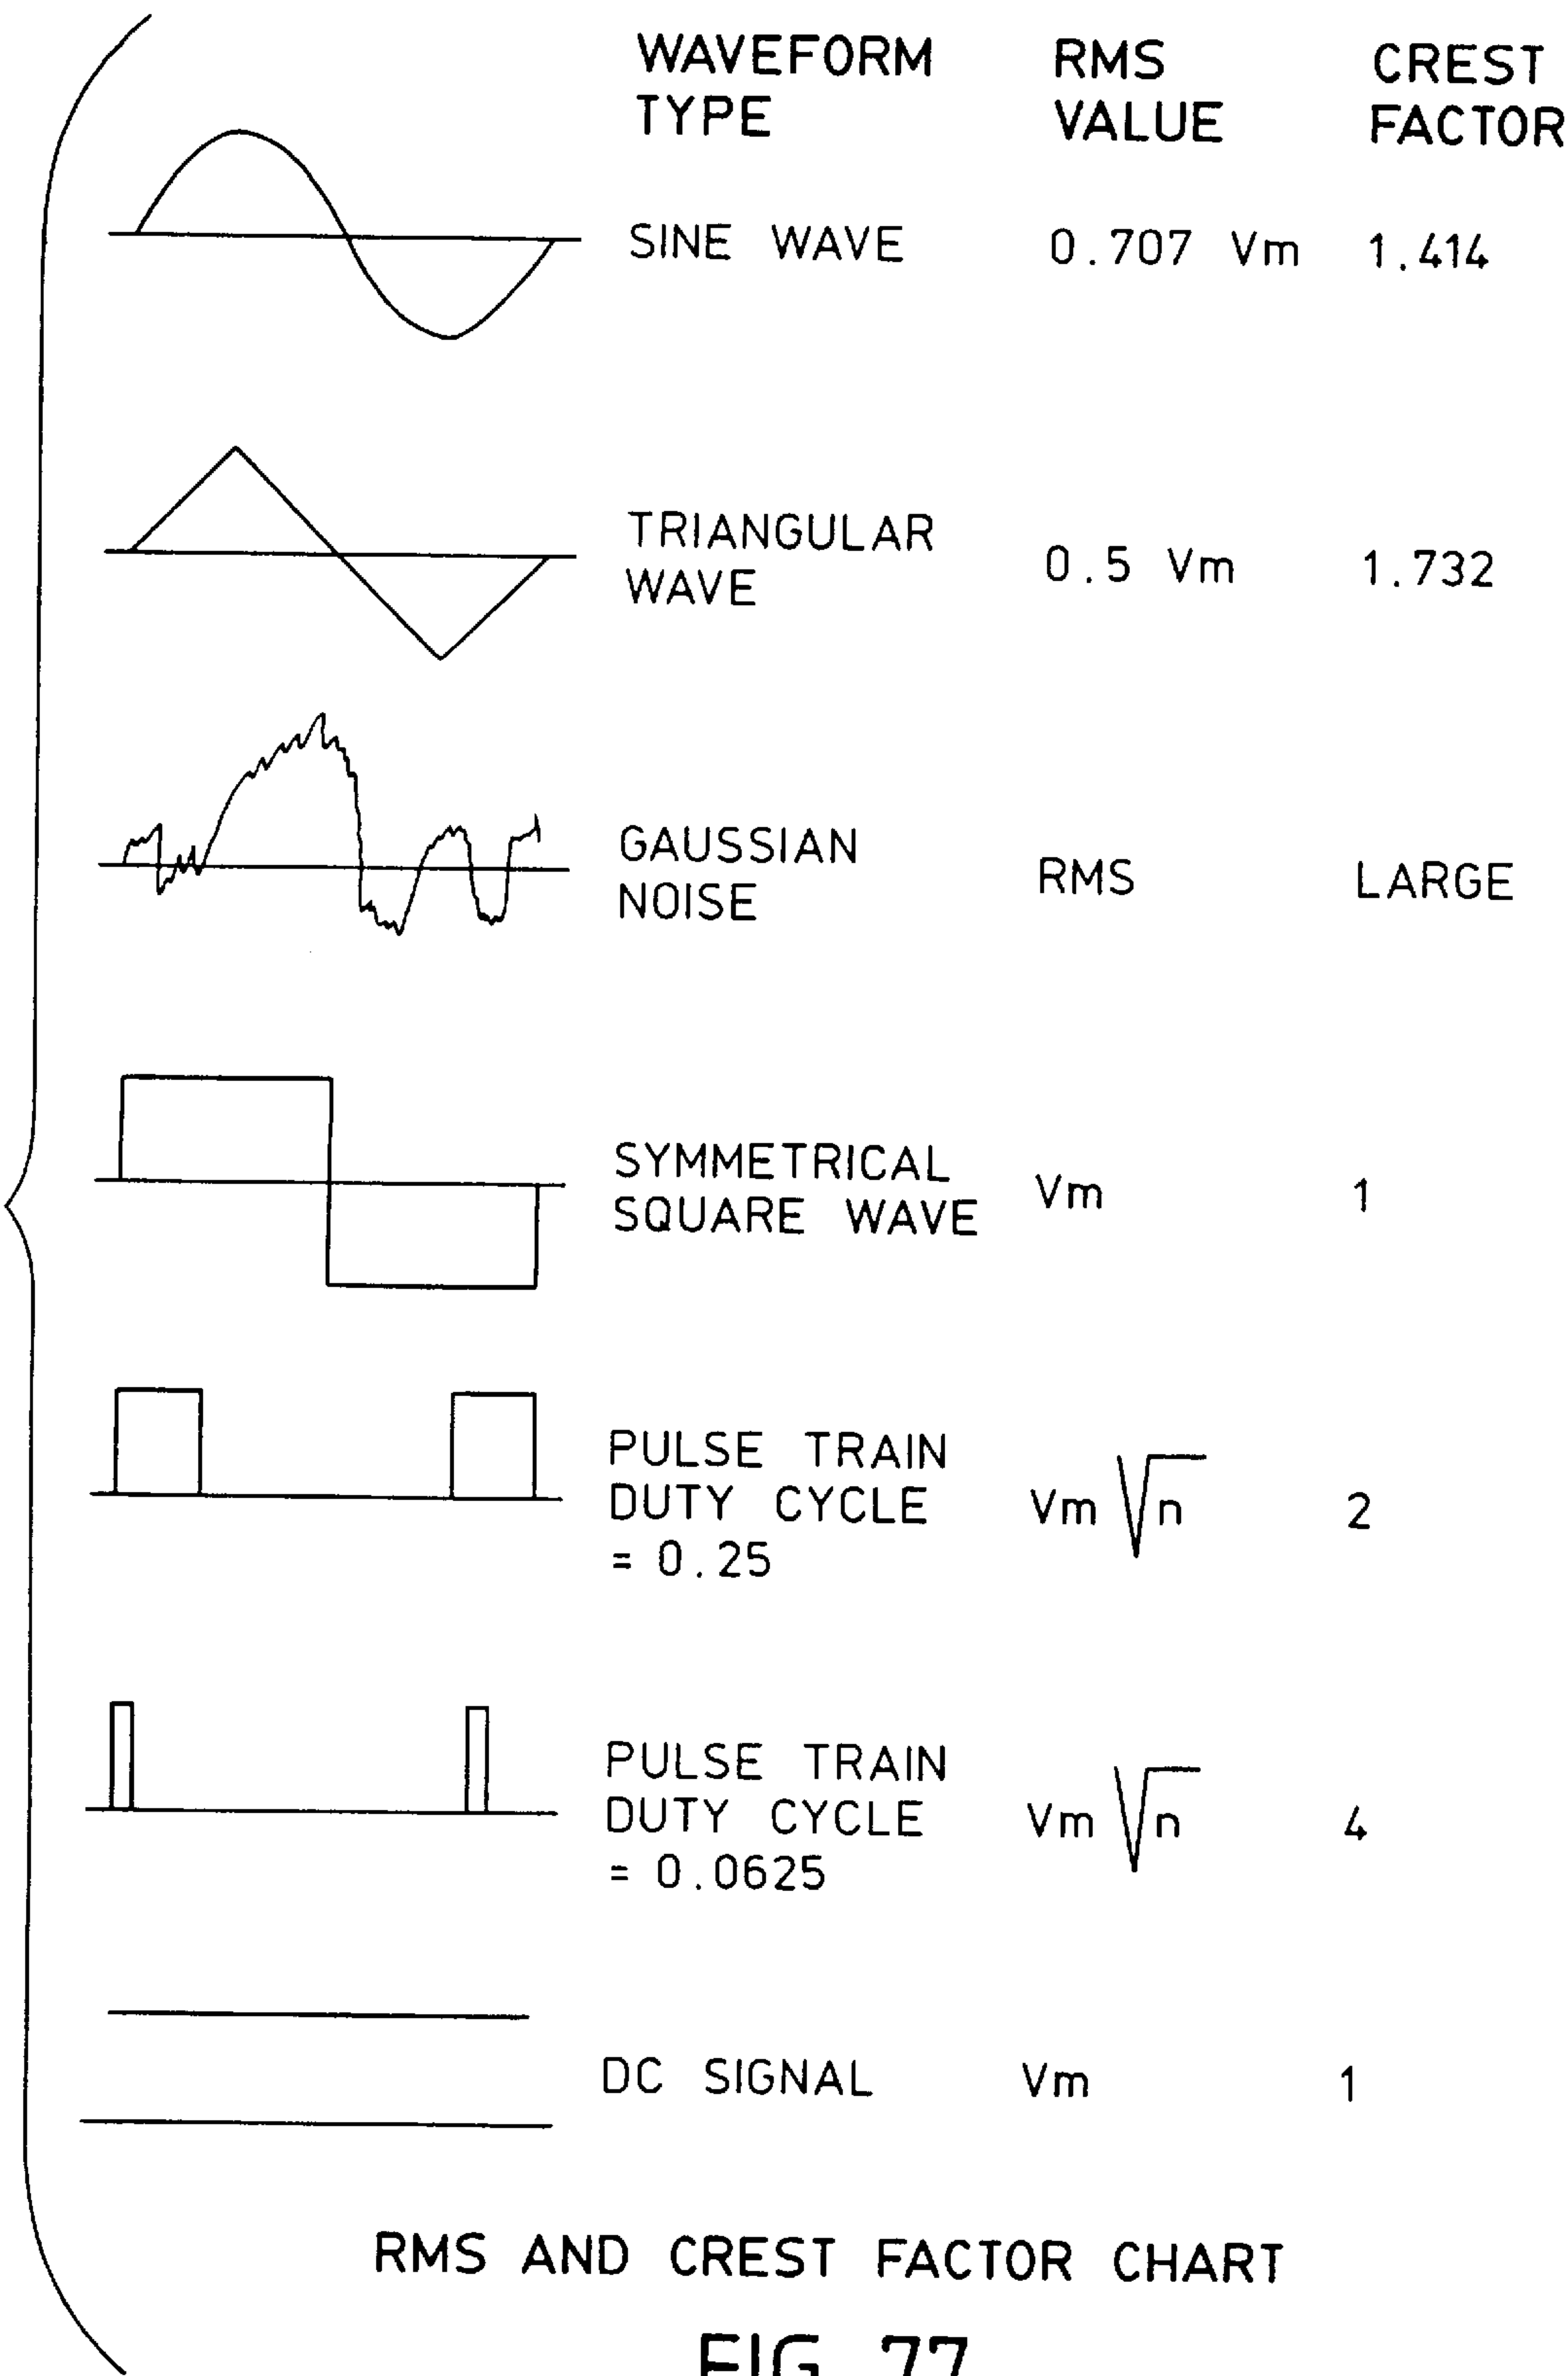 WAVEFORM TYPE RMS VALUE CREST FACTOR
SINE WAVE 0.707 Vm 1.414
TRIANGULAR
WAVE 0.5 Vm 1.732
GAUSSIAN
NOISE RMS LARGE
SYMMETRICAL
SQUARE WAVE Vm 1
PULSE TRAIN
DUTY CYCLE Vm √n 2
= 0.25
PULSE TRAIN
DUTY CYCLE Vm √n 4
= 0.0625
DC SIGNAL Vm 1
RMS AND CREST FACTOR CHART
FIG. 77